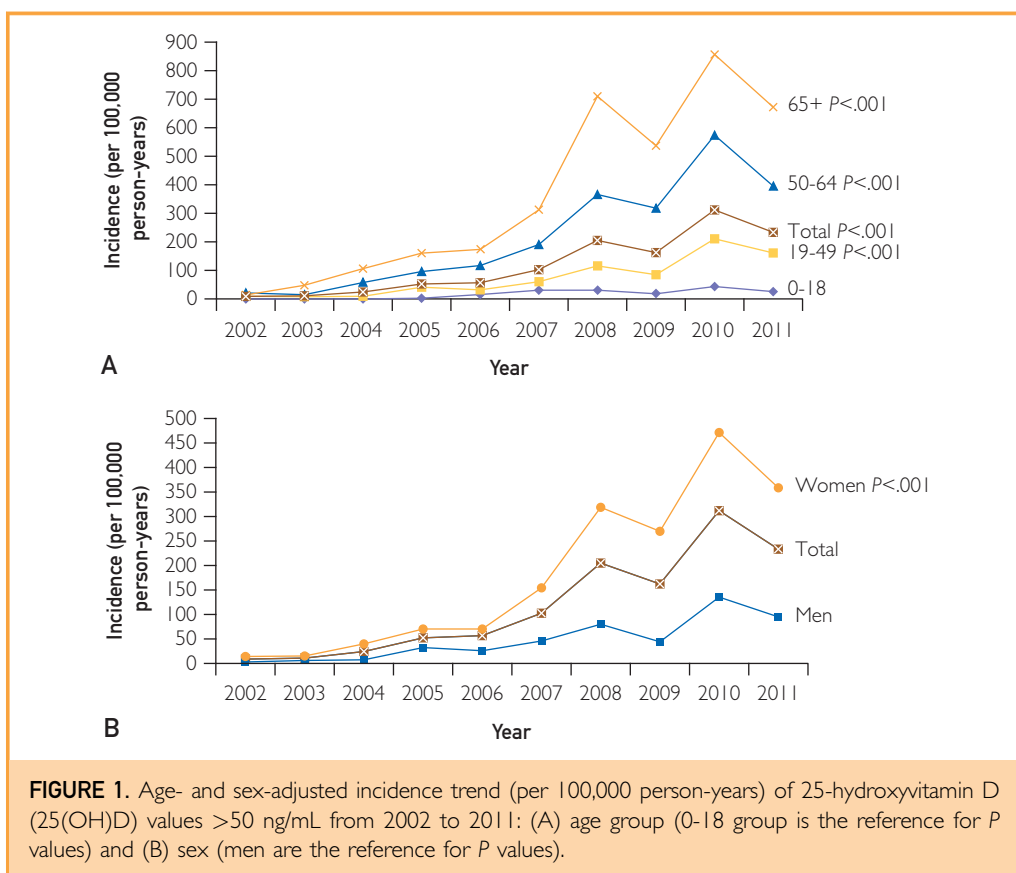 900
800
700
600
500
400
300
200
100
0
Incidence (per 100,000
person-years)
65+ P<.001
50-64 P<.001
Total P<.001
19-49 P<.001
0-18
2002 2003 2004 2005 2006 2007 2008 2009 2010 2011
Year
A
500
450
400
350
300
250
200
150
100
50
0
Incidence (per 100,000
person-years)
Women P<.001
Total
Men
2002 2003 2004 2005 2006 2007 2008 2009 2010 2011
Year
B
FIGURE 1. Age- and sex-adjusted incidence trend (per 100,000 person-years) of 25-hydroxyvitamin D
(25(OH)D) values >50 ng/mL from 2002 to 2011: (A) age group (0-18 group is the reference for P
values) and (B) sex (men are the reference for P values).